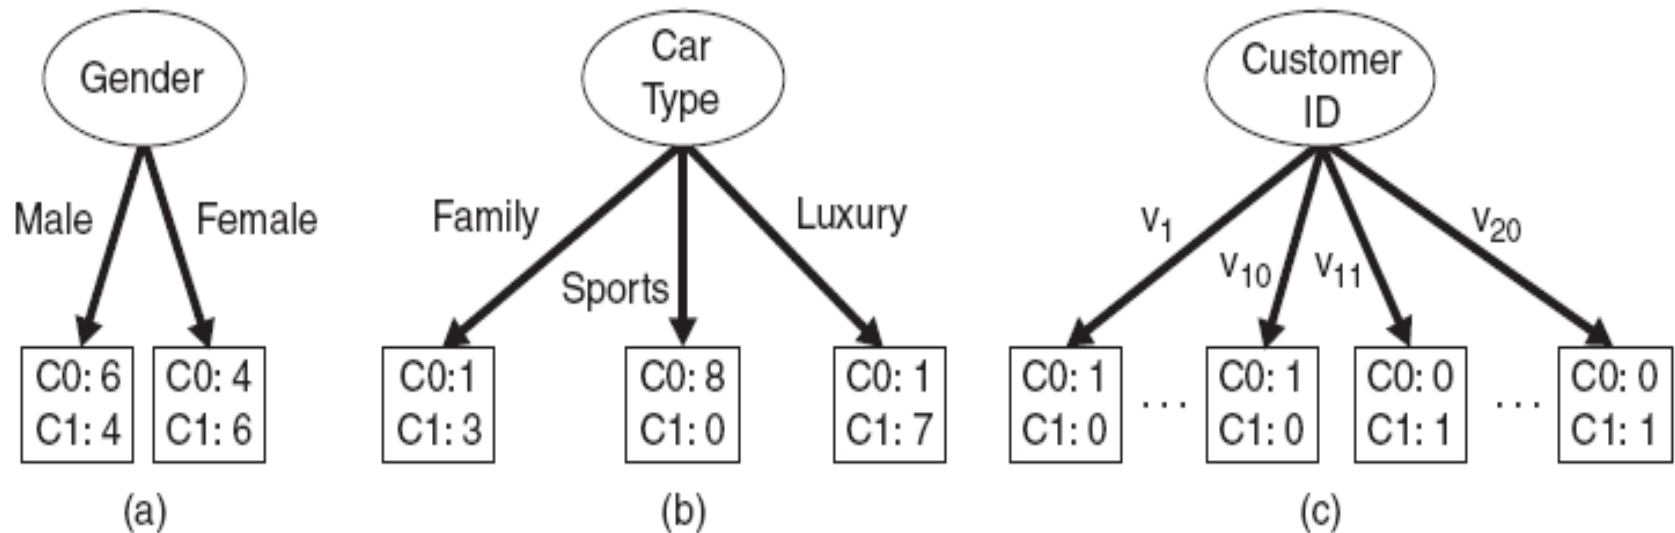 Gender
Male
Female
C0: 6
C1: 4
C0: 4
C1: 6
(a)
Car
Type
Family
Sports
Luxury
C0:1
C1: 3
C0: 8
C1: 0
C0: 1
C1: 7
(b)
Customer
ID
v1
v10
v11
v20
C0: 1
C1: 0
...
C0: 1
C1: 0
C0: 0
C1: 1
...
C0: 0
C1: 1
(c)